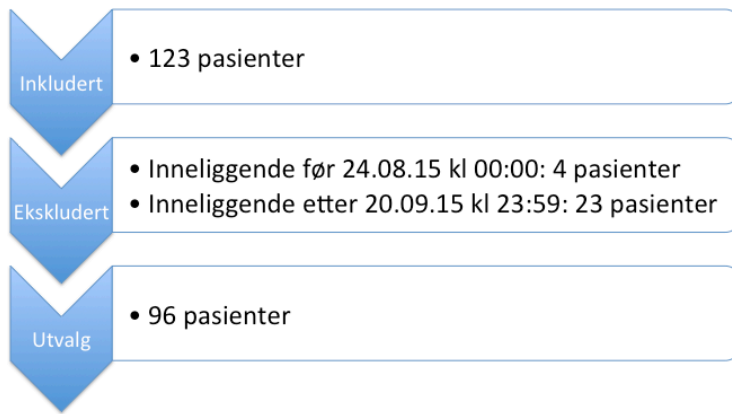 Inkludert
• 123 pasienter
Ekskludert
• Inneliggende før 24.08.15 kl 00:00: 4 pasienter
• Inneliggende etter 20.09.15 kl 23:59: 23 pasienter
Utvalg
• 96 pasienter